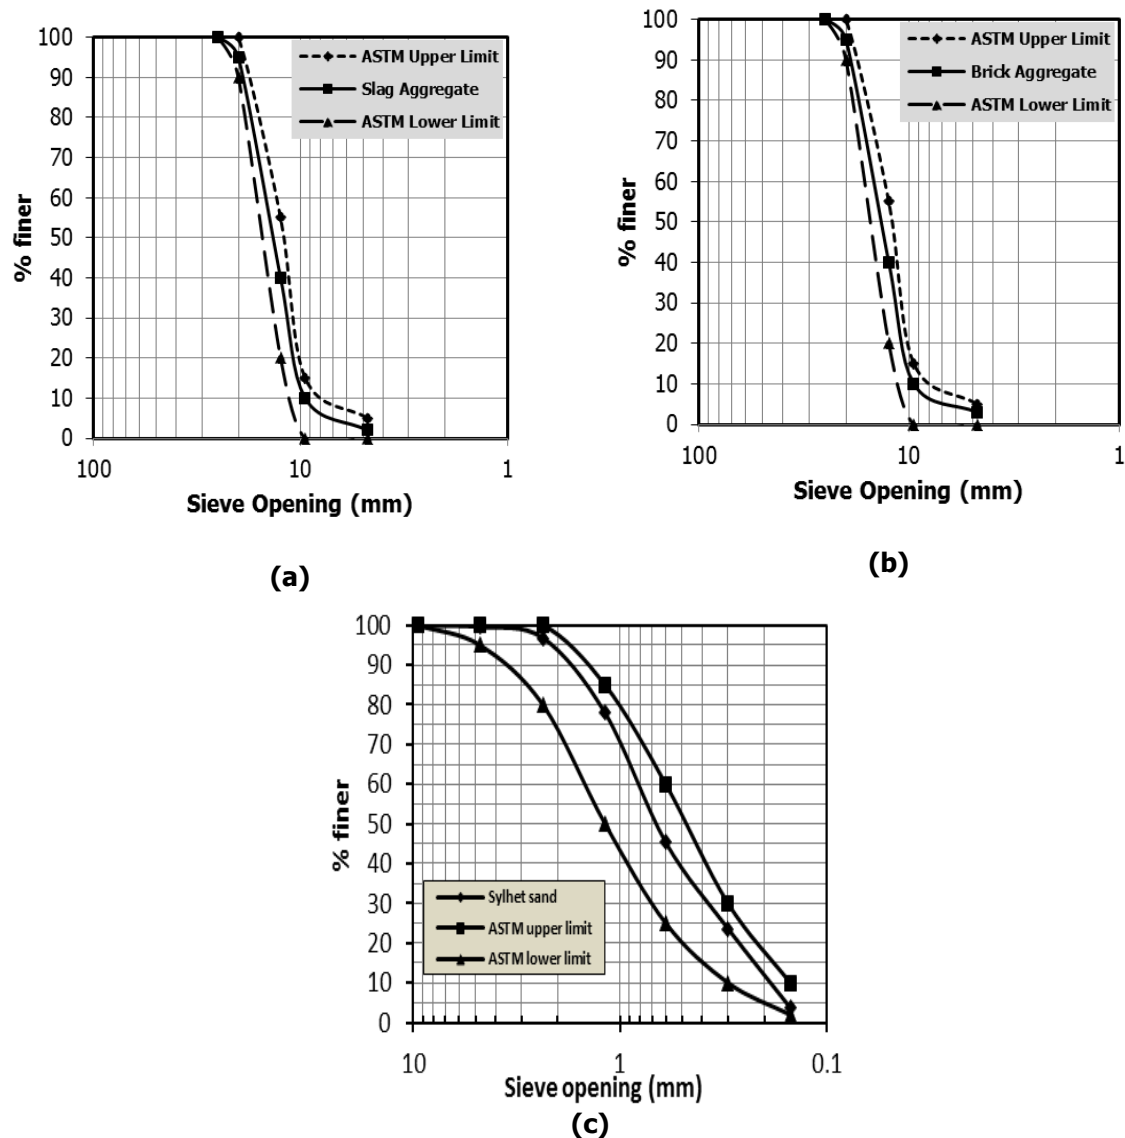 100
90
80
70
60
50
40
30
20
10
0
% finer
ASTM Upper Limit
Slag Aggregate
ASTM Lower Limit
100 10 1
Sieve Opening (mm)
(a)
100
90
80
70
60
50
40
30
20
10
0
% finer
ASTM Upper Limit
Brick Aggregate
ASTM Lower Limit
100 10 1
Sieve Opening (mm)
(b)
100
90
80
70
60
50
40
30
20
10
0
% finer
Sylhet sand
ASTM upper limit
ASTM lower limit
10 1 0.1
Sieve opening (mm)
(c)